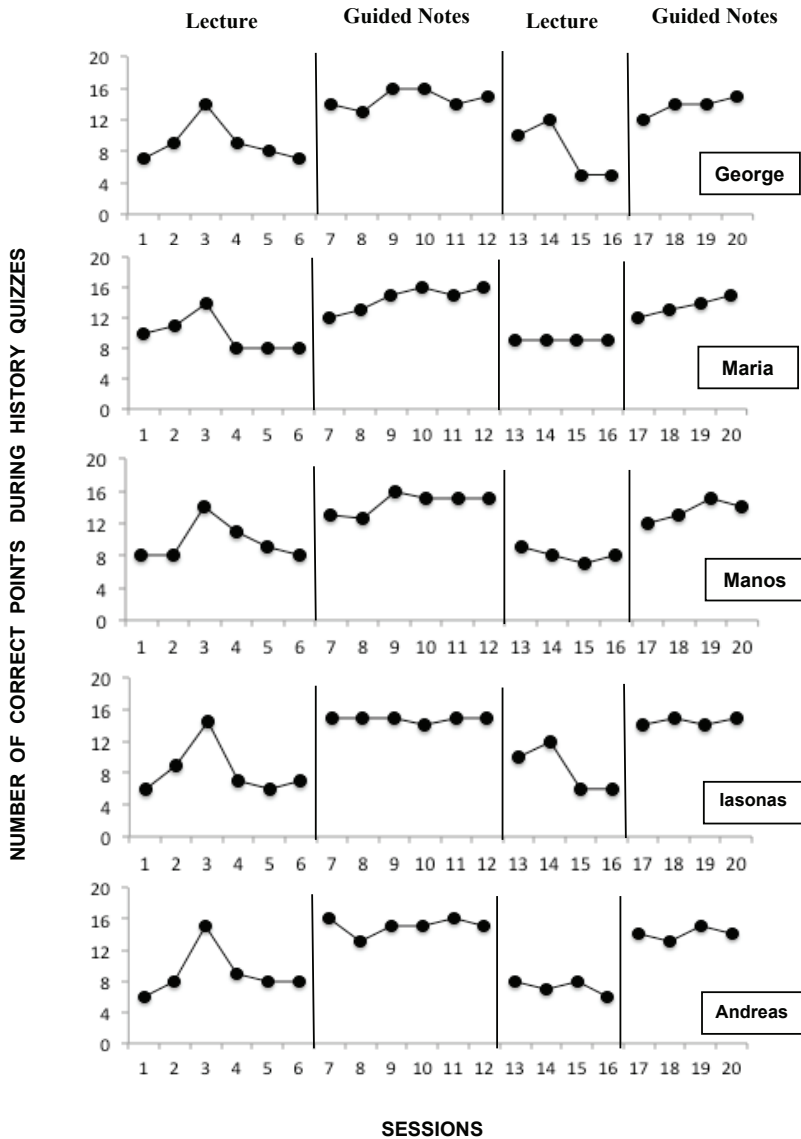 Lecture Guided Notes Lecture Guided Notes
NUMBER OF CORRECT POINTS DURING HISTORY QUIZZES
20
16
12
8
4
0
1 2 3 4 5 6 7 8 9 10 11 12 13 14 15 16 17 18 19 20
George
20
16
12
8
4
0
1 2 3 4 5 6 7 8 9 10 11 12 13 14 15 16 17 18 19 20
Maria
20
16
12
8
4
0
1 2 3 4 5 6 7 8 9 10 11 12 13 14 15 16 17 18 19 20
Manos
20
16
12
8
4
0
1 2 3 4 5 6 7 8 9 10 11 12 13 14 15 16 17 18 19 20
Iasonas
20
16
12
8
4
0
1 2 3 4 5 6 7 8 9 10 11 12 13 14 15 16 17 18 19 20
Andreas
SESSIONS